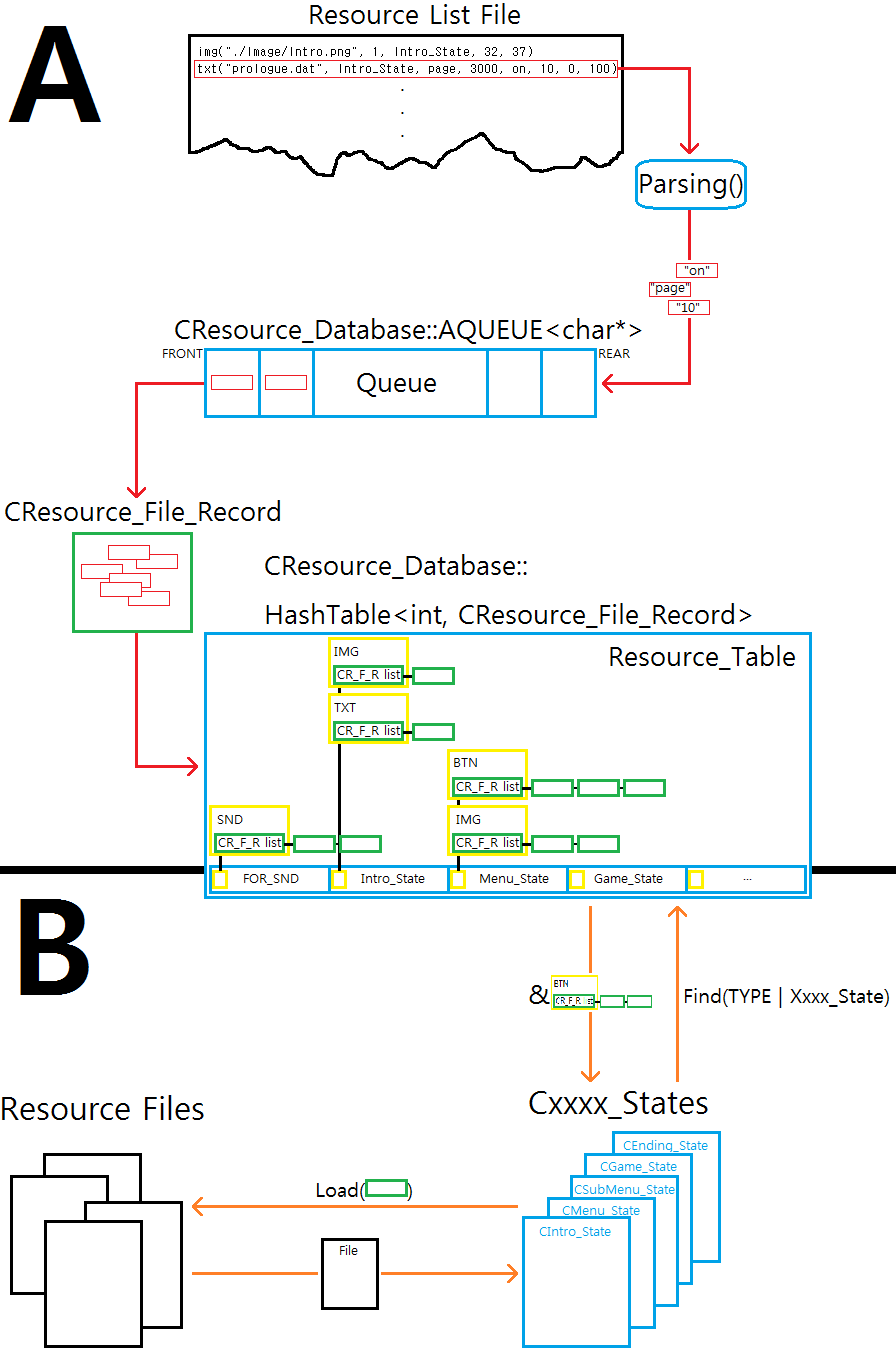 Resource List File
A
img("./Image/Intro.png", 1, Intro_State, 32, 37)
txt("prologue.dat", Intro_State, page, 3000, on, 10, 0, 100)
Parsing()
"on"
"page"
"10"
CResource_Database::AQUEUE<char*>
FRONT
REAR
Queue
CResource_File_Record
CResource_Database::
HashTable<int, CResource_File_Record>
Resource_Table
IMG
CR_F_R list
TXT
CR_F_R list
BTN
CR_F_R list
SND
CR_F_R list
IMG
CR_F_R list
FOR_SND
Intro_State
Menu_State
Game_State
...
B
&
BTN
CR_F_R list
Find(TYPE | Xxxx_State)
Resource Files
Cxxxx_States
CEnding_State
CGame_State
CSubMenu_State
CMenu_State
CIntro_State
Load( )
File